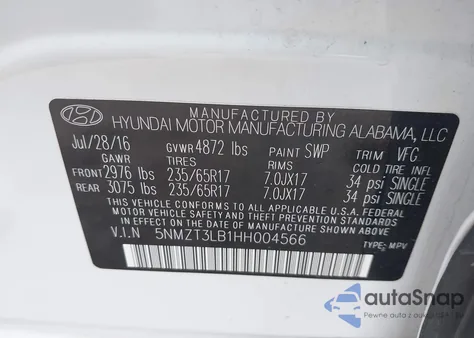 MANUFACTURED BY
HYUNDAI MOTOR MANUFACTURING ALABAMA, LLC
Jul/28/16 GVWR 4872 lbs PAINT SWP TRIM VFG
GAWR TIRES RIMS COLD TIRE INFL
FRONT 2976 lbs 235/65R17 7.0JX17 34 psi SINGLE
REAR 3075 lbs 235/65R17 7.0JX17 34 psi SINGLE
THIS VEHICLE CONFORMS TO ALL APPLICABLE
FEDERAL MOTOR VEHICLE SAFETY AND THEFT
PREVENTION STANDARDS IN EFFECT ON THE DATE
OF MANUFACTURE SHOWN ABOVE.
V.I.N 5NMZT3LB1HH004566 TYPE: MPV
autaSnap
Pewne auta z